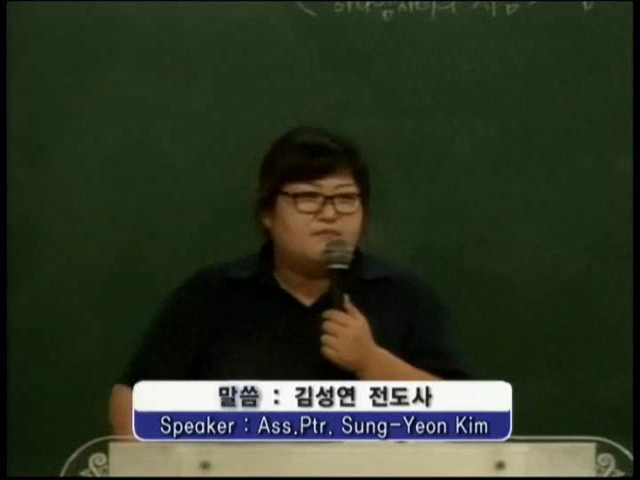 말씀 : 김성연 전도사
Speaker : Ass.Ptr. Sung-Yeon Kim